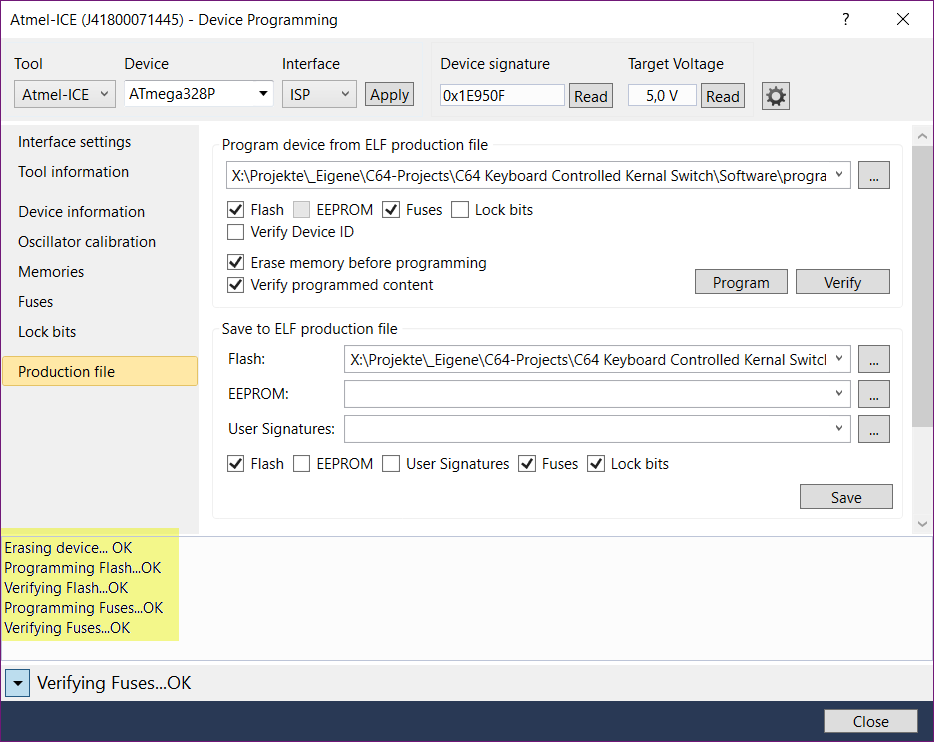 Atmel-ICE (J41800071445) - Device Programming ?
Tool Device Interface Device signature Target Voltage
Atmel-ICE ATmega328P ISP Apply 0x1E950F Read 5,0 V Read
Interface settings
Tool information
Device information
Oscillator calibration
Memories
Fuses
Lock bits
Production file
Program device from ELF production file
X:\Projekte\_Eigene\C64-Projects\C64 Keyboard Controlled Kernal Switch\Software\progra ...
Flash EEPROM Fuses Lock bits
Verify Device ID
Erase memory before programming
Verify programmed content
Program Verify
Save to ELF production file
Flash: X:\Projekte\_Eigene\C64-Projects\C64 Keyboard Controlled Kernal Switch ...
EEPROM: ...
User Signatures: ...
Flash EEPROM User Signatures Fuses Lock bits
Save
Erasing device... OK
Programming Flash...OK
Verifying Flash...OK
Programming Fuses...OK
Verifying Fuses...OK
Verifying Fuses...OK
Close